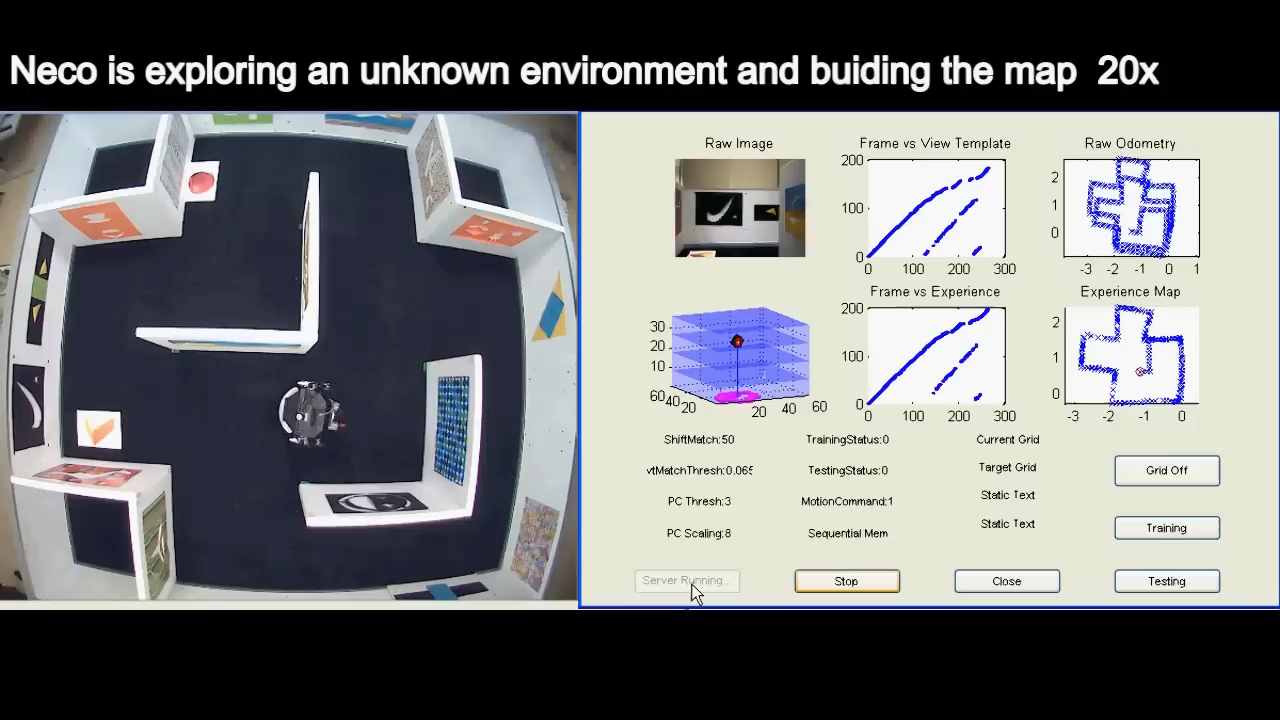 Neco is exploring an unknown environment and buiding the map 20x
Raw Image
Frame vs View Template
Raw Odometry
200
100
0
0 100 200 300
2
1
0
-3 -2 -1 0 1
Frame vs Experience
Experience Map
30
20
10
60 40 20
20 40 60
200
100
0
0 100 200 300
2
1
0
-3 -2 -1 0
ShiftMatch:50
TrainingStatus:0
Current Grid
vtMatchThresh:0.065
TestingStatus:0
Target Grid
Grid Off
PC Thresh:3
MotionCommand:1
Static Text
PC Scaling:8
Sequential Mem
Static Text
Training
Server Running...
Stop
Close
Testing